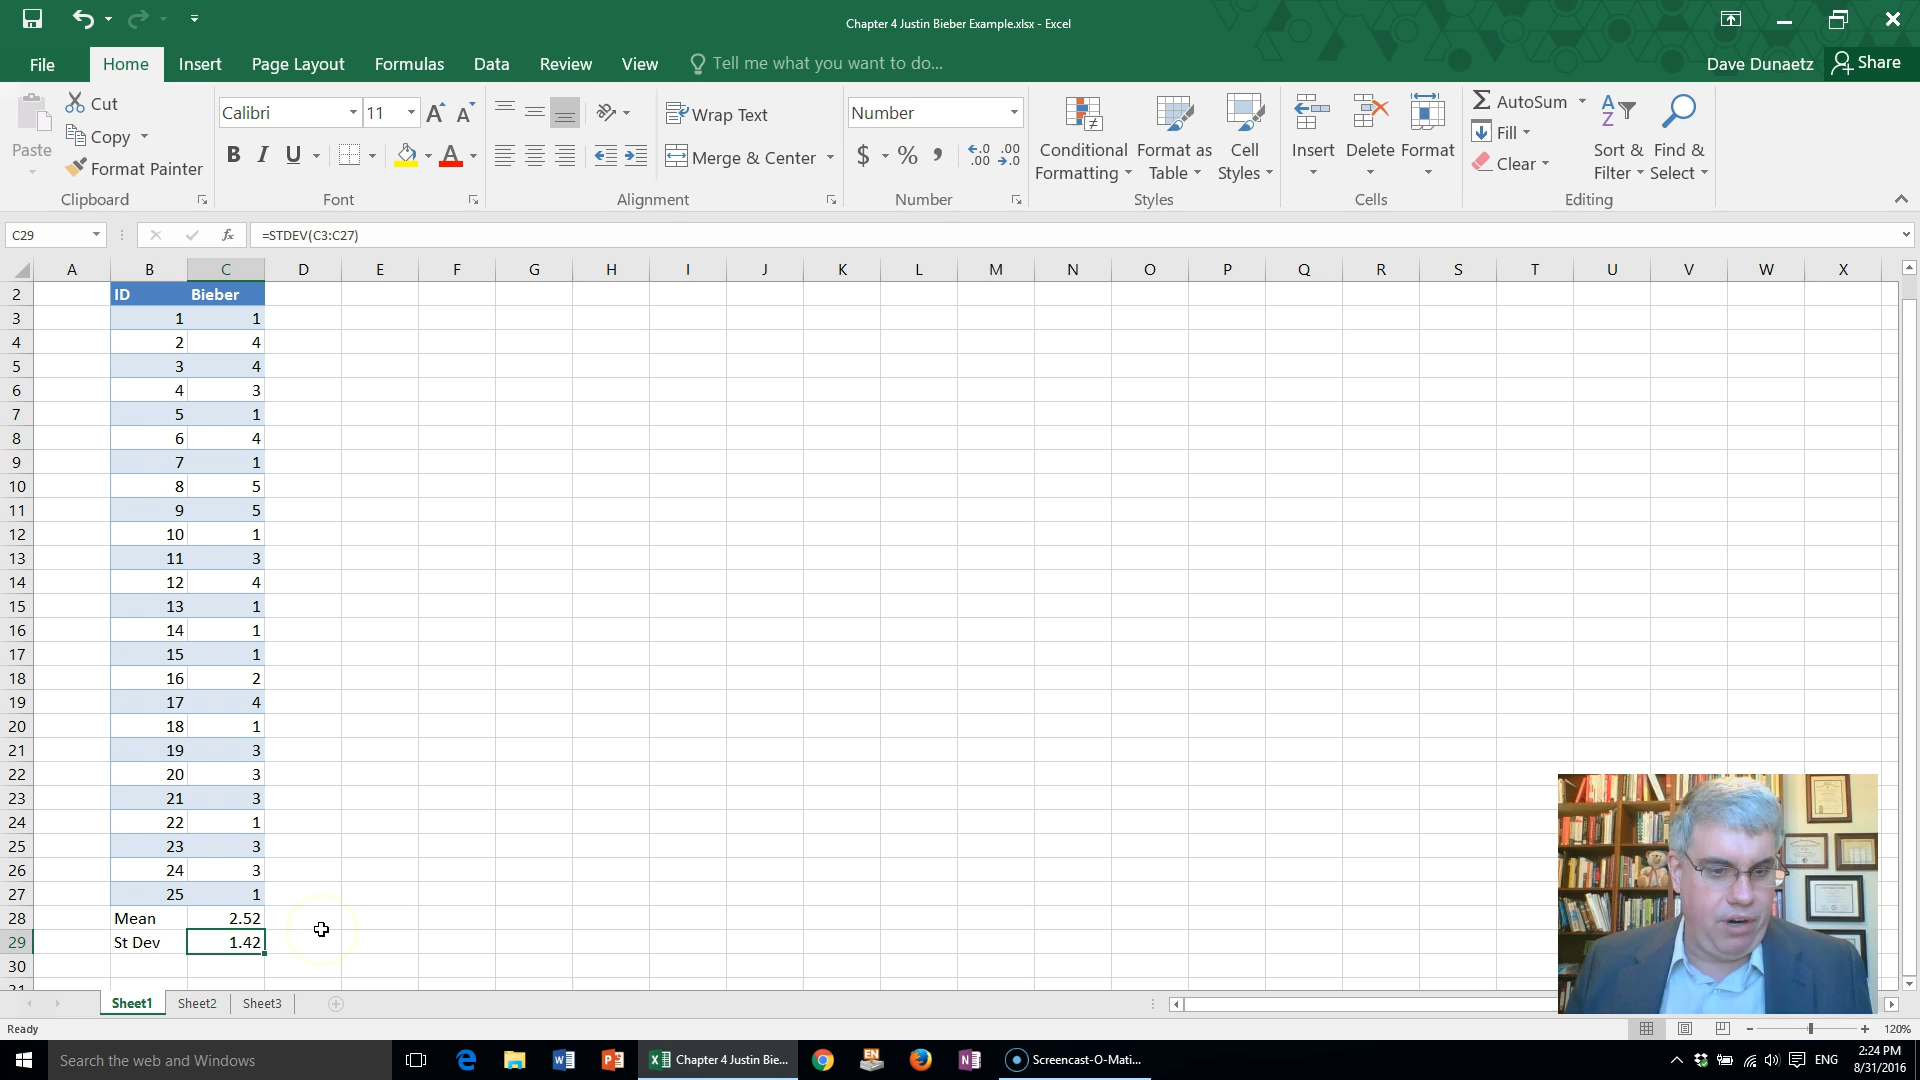 Chapter 4 Justin Bieber Example.xlsx - Excel
File Home Insert Page Layout Formulas Data Review View Tell me what you want to do... Dave Dunaetz Share
Paste
Cut
Copy
Format Painter
Clipboard
Calibri 11
B I U
Font
Wrap Text
Merge & Center
Alignment
Number
$ % ,
Number
Conditional Formatting
Format as Table
Cell Styles
Styles
Insert Delete Format
Cells
AutoSum
Fill
Clear
Sort & Filter
Find & Select
Editing
C29 fx =STDEV(C3:C27)
A B C D E F G H I J K L M N O P Q R S T U V W X
2 ID Bieber
3 1 1
4 2 4
5 3 4
6 4 3
7 5 1
8 6 4
9 7 1
10 8 5
11 9 5
12 10 1
13 11 3
14 12 4
15 13 1
16 14 1
17 15 1
18 16 2
19 17 4
20 18 1
21 19 3
22 20 3
23 21 3
24 22 1
25 23 3
26 24 3
27 25 1
28 Mean 2.52
29 St Dev 1.42
30
31
Sheet1 Sheet2 Sheet3
Ready 120%
Search the web and Windows
Chapter 4 Justin Bie...
EN
Screencast-O-Mati...
ENG
2:24 PM
8/31/2016